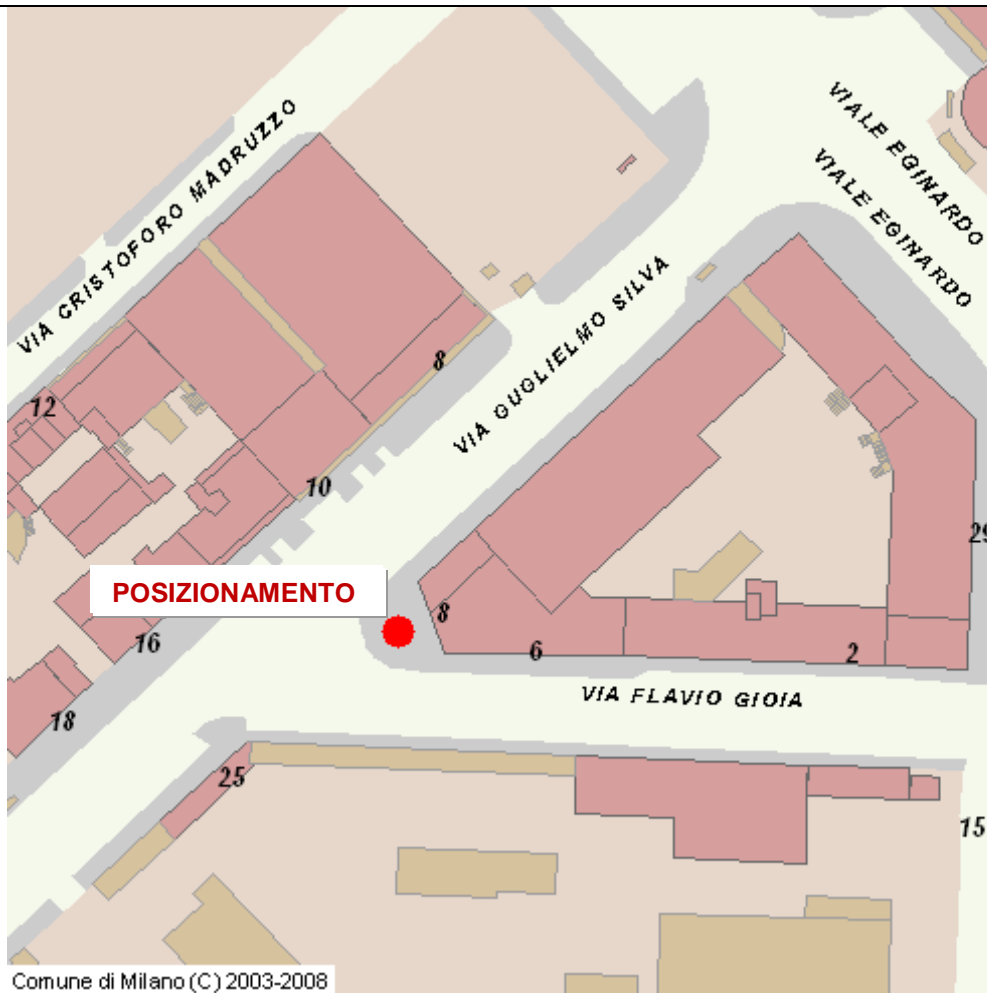 VIA CRISTOFORO MADRUZZO
VIALE EGINARDO
VIALE EGINARDO
VIA GUGLIELMO SILVA
8
12
10
29
POSIZIONAMENTO
8
16
6
2
18
VIA FLAVIO GIOIA
25
15
Comune di Milano (C) 2003-2008